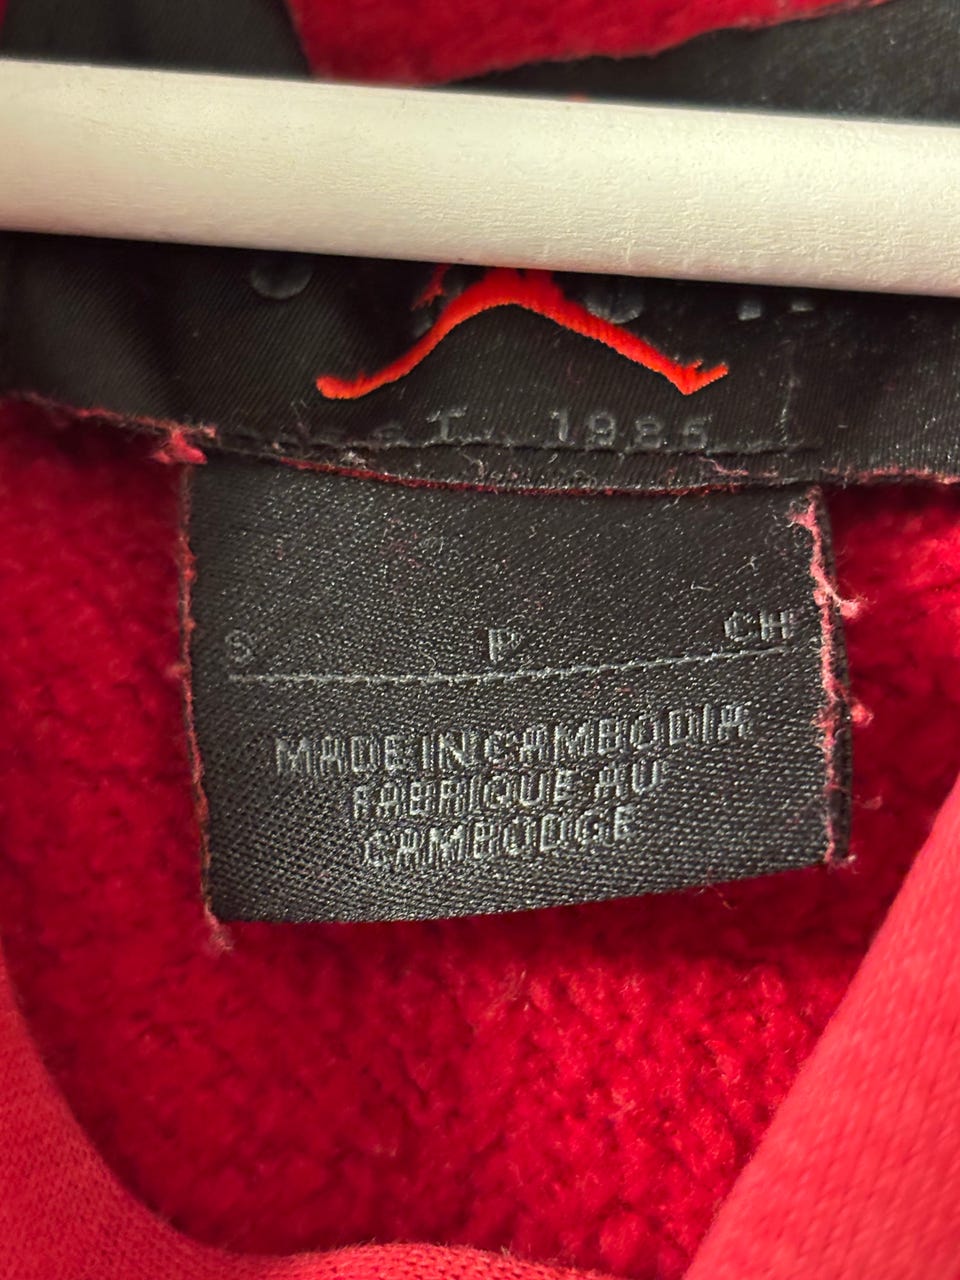 EST. 1985
S P CH
MADE IN CAMBODIA
FABRIQUE AU
CAMBODGE